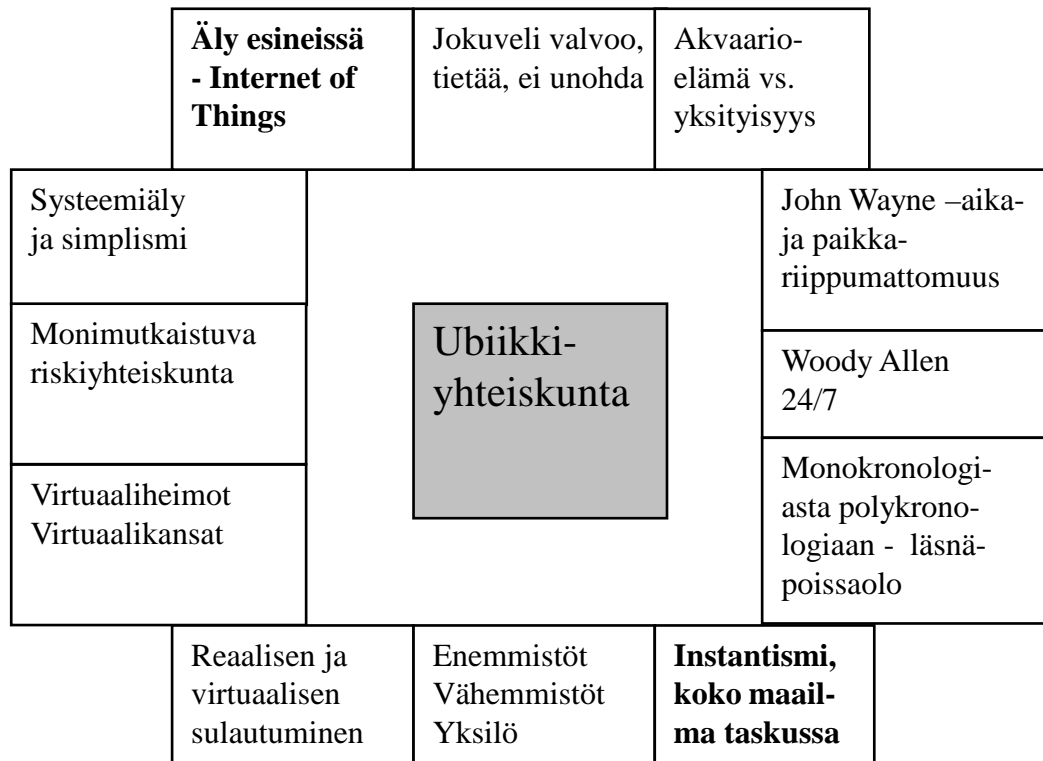 Äly esineissä
- Internet of
Things
Jokuveli valvoo,
tietää, ei unohda
Akvaario-
elämä vs.
yksityisyys
Systeemiäly
ja simplismi
John Wayne –aika-
ja paikka-
riippumattomuus
Monimutkaistuva
riskiyhteiskunta
Ubiikki-
yhteiskunta
Woody Allen
24/7
Virtuaaliheimot
Virtuaalikansat
Monokronologi-
asta polykrono-
logiaan - läsnä-
poissaolo
Reaalisen ja
virtuaalisen
sulautuminen
Enemmistöt
Vähemmistöt
Yksilö
Instantismi,
koko maail-
ma taskussa